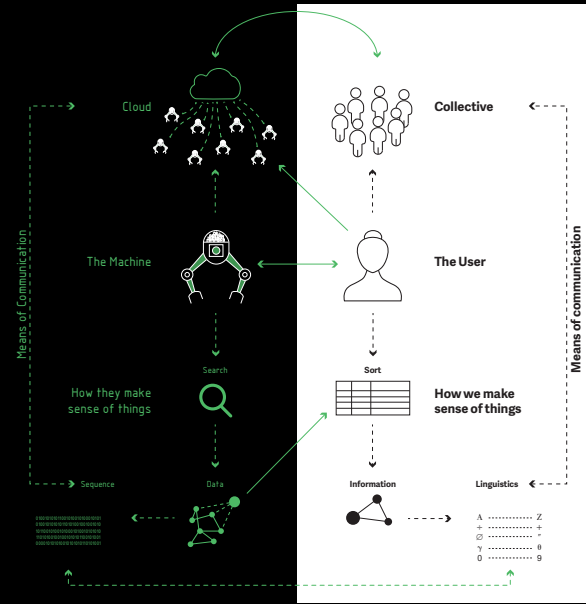 Cloud
Collective
Means of Communication
Means of communication
The Machine
The User
Search
Sort
How they make
sense of things
How we make
sense of things
Sequence
Data
Information
Linguistics
A Z
+ +
∅ "
γ θ
0 9